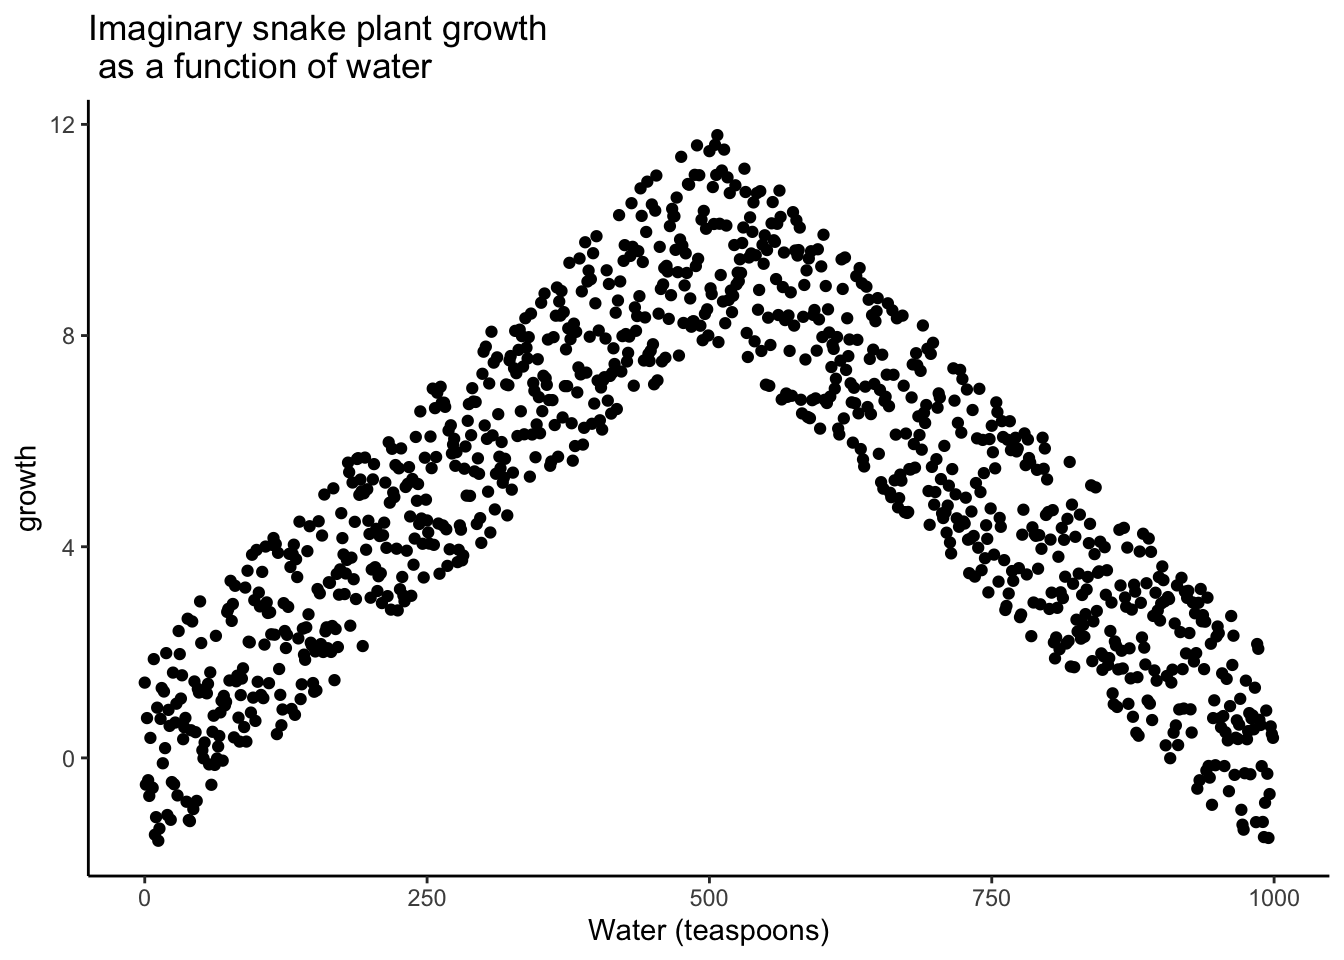 Imaginary snake plant growth
as a function of water
12
8
4
0
growth
0 250 500 750 1000
Water (teaspoons)